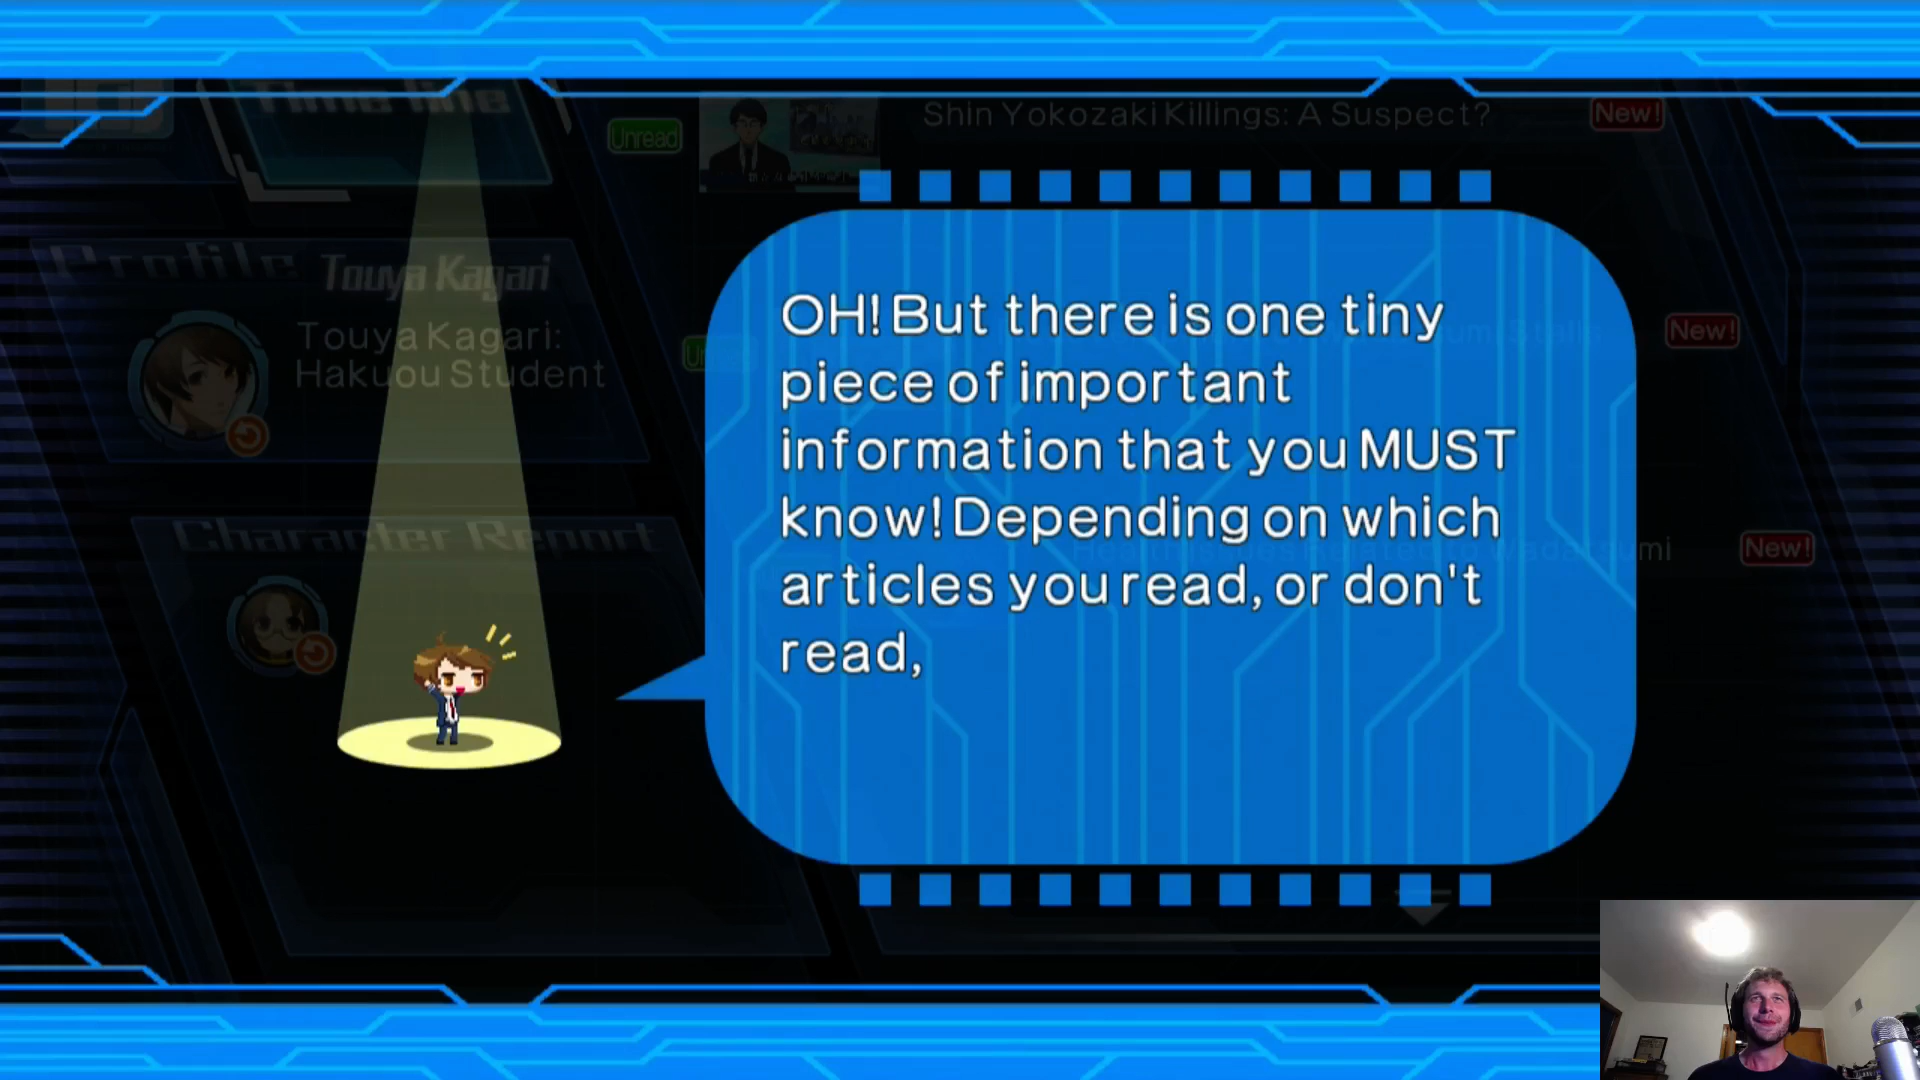 Time line
Unread
Shin Yokozaki Killings: A Suspect?
New!
Profile
Touya Kagari
Touya Kagari:
Hakuou Student
New!
OH! But there is one tiny
piece of important
information that you MUST
know! Depending on which
articles you read, or don't
read,
Character Report
New!